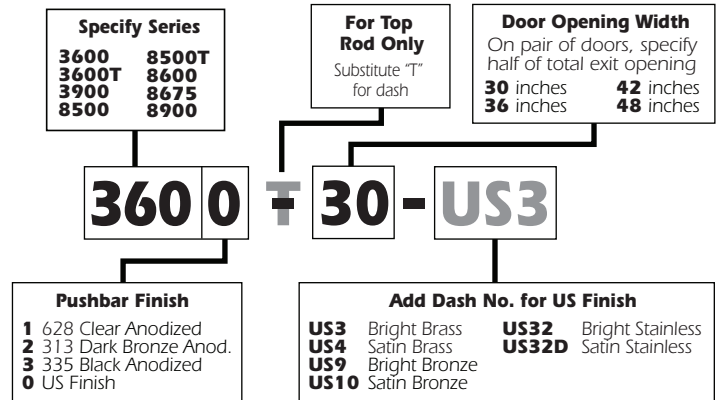 Specify Series
3600 8500T
3600T 8600
3900 8675
8500 8900
For Top
Rod Only
Substitute "T"
for dash
Door Opening Width
On pair of doors, specify
half of total exit opening
30 inches 42 inches
36 inches 48 inches
360 0 T - 30 - US3
Pushbar Finish
1 628 Clear Anodized
2 313 Dark Bronze Anod.
3 335 Black Anodized
0 US Finish
Add Dash No. for US Finish
US3 Bright Brass US32 Bright Stainless
US4 Satin Brass US32D Satin Stainless
US9 Bright Bronze
US10 Satin Bronze